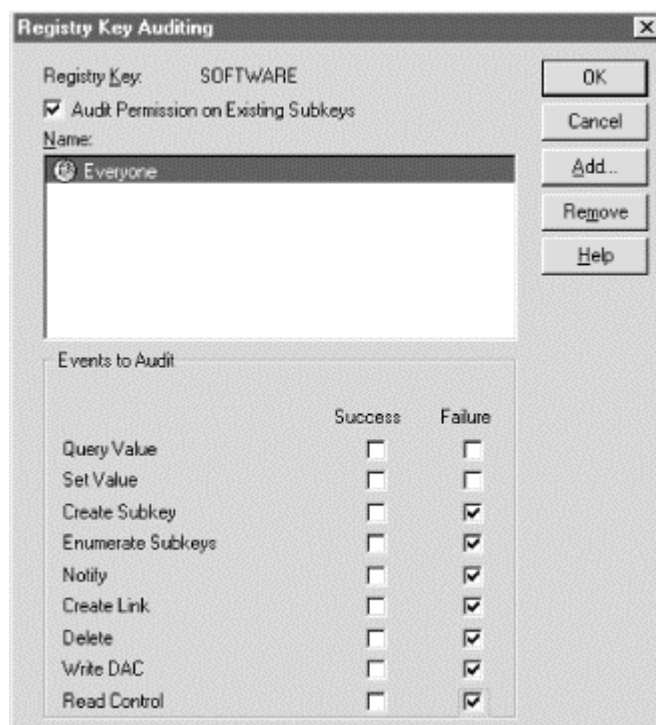 Registry Key Auditing
Registry Key: SOFTWARE
OK
Audit Permission on Existing Subkeys
Cancel
Name:
Everyone
Add...
Remove
Help
Events to Audit
Success Failure
Query Value
Set Value
Create Subkey
Enumerate Subkeys
Notify
Create Link
Delete
Write DAC
Read Control